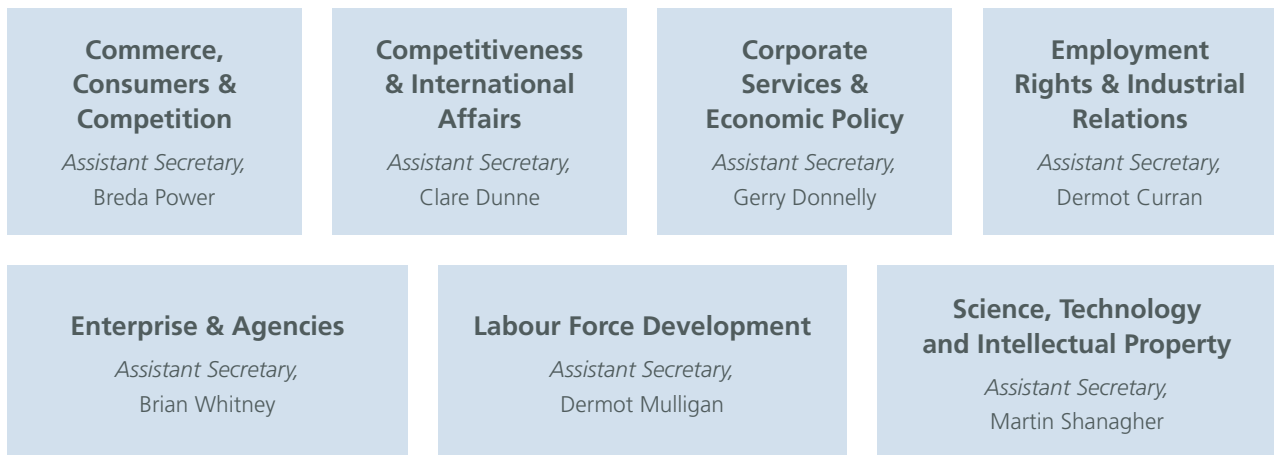 Commerce,
Consumers &
Competition
Assistant Secretary,
Breda Power
Competitiveness
& International
Affairs
Assistant Secretary,
Clare Dunne
Corporate
Services &
Economic Policy
Assistant Secretary,
Gerry Donnelly
Employment
Rights & Industrial
Relations
Assistant Secretary,
Dermot Curran
Enterprise & Agencies
Assistant Secretary,
Brian Whitney
Labour Force Development
Assistant Secretary,
Dermot Mulligan
Science, Technology
and Intellectual Property
Assistant Secretary,
Martin Shanagher